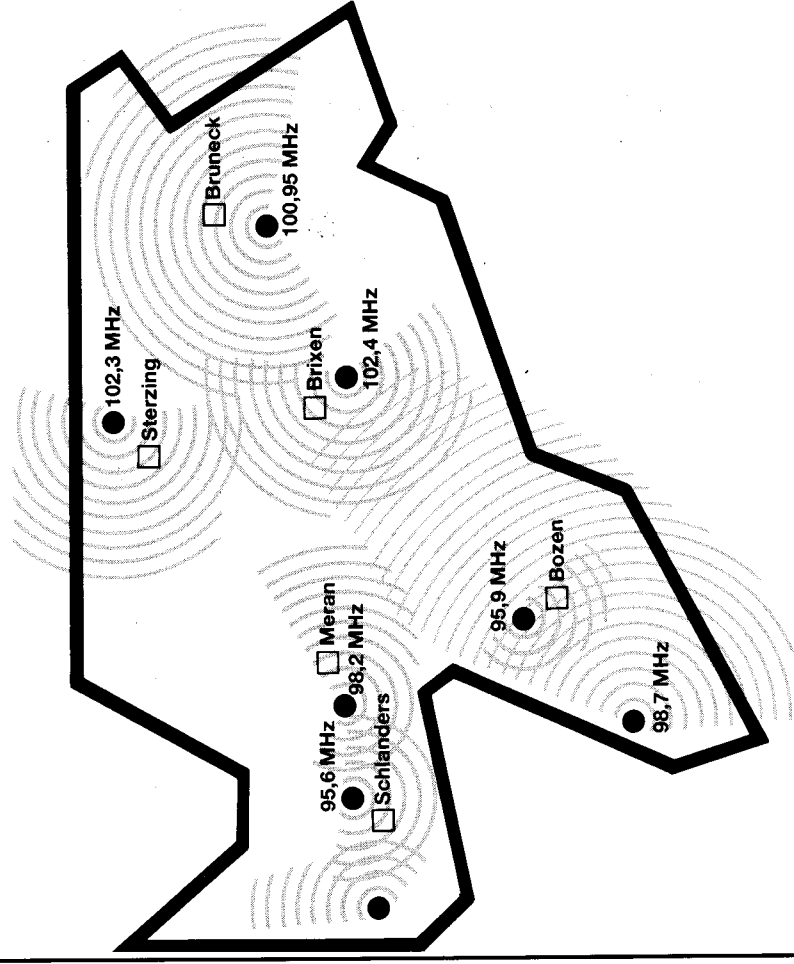 102,3 MHz
Sterzing
Bruneck
100,95 MHz
Brixen
102,4 MHz
Meran
98,2 MHz
95,6 MHz
Schlanders
95,9 MHz
Bozen
98,7 MHz